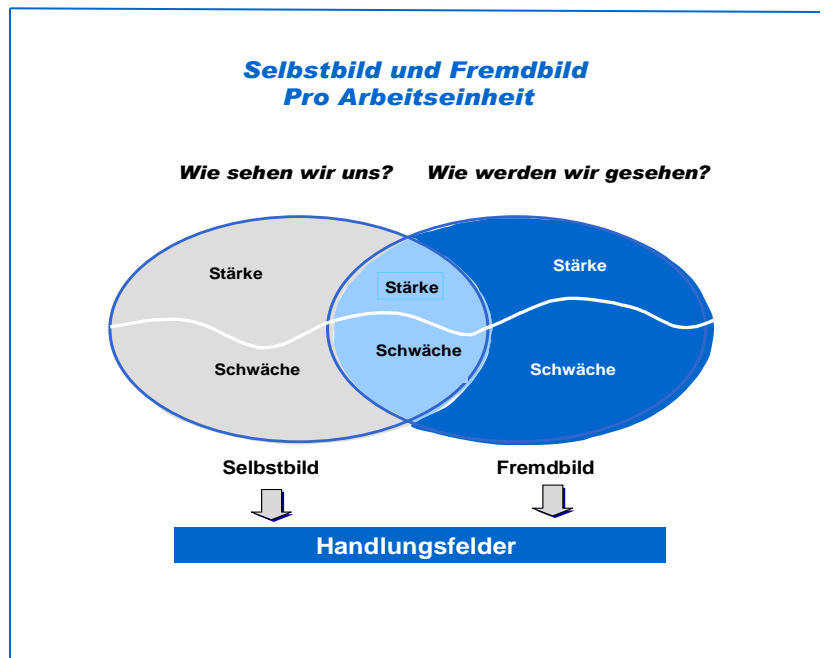 Selbstbild und Fremdbild
Pro Arbeitseinheit
Wie sehen wir uns?
Wie werden wir gesehen?
Stärke
Stärke
Stärke
Schwäche
Schwäche
Schwäche
Selbstbild
Fremdbild
Handlungsfelder